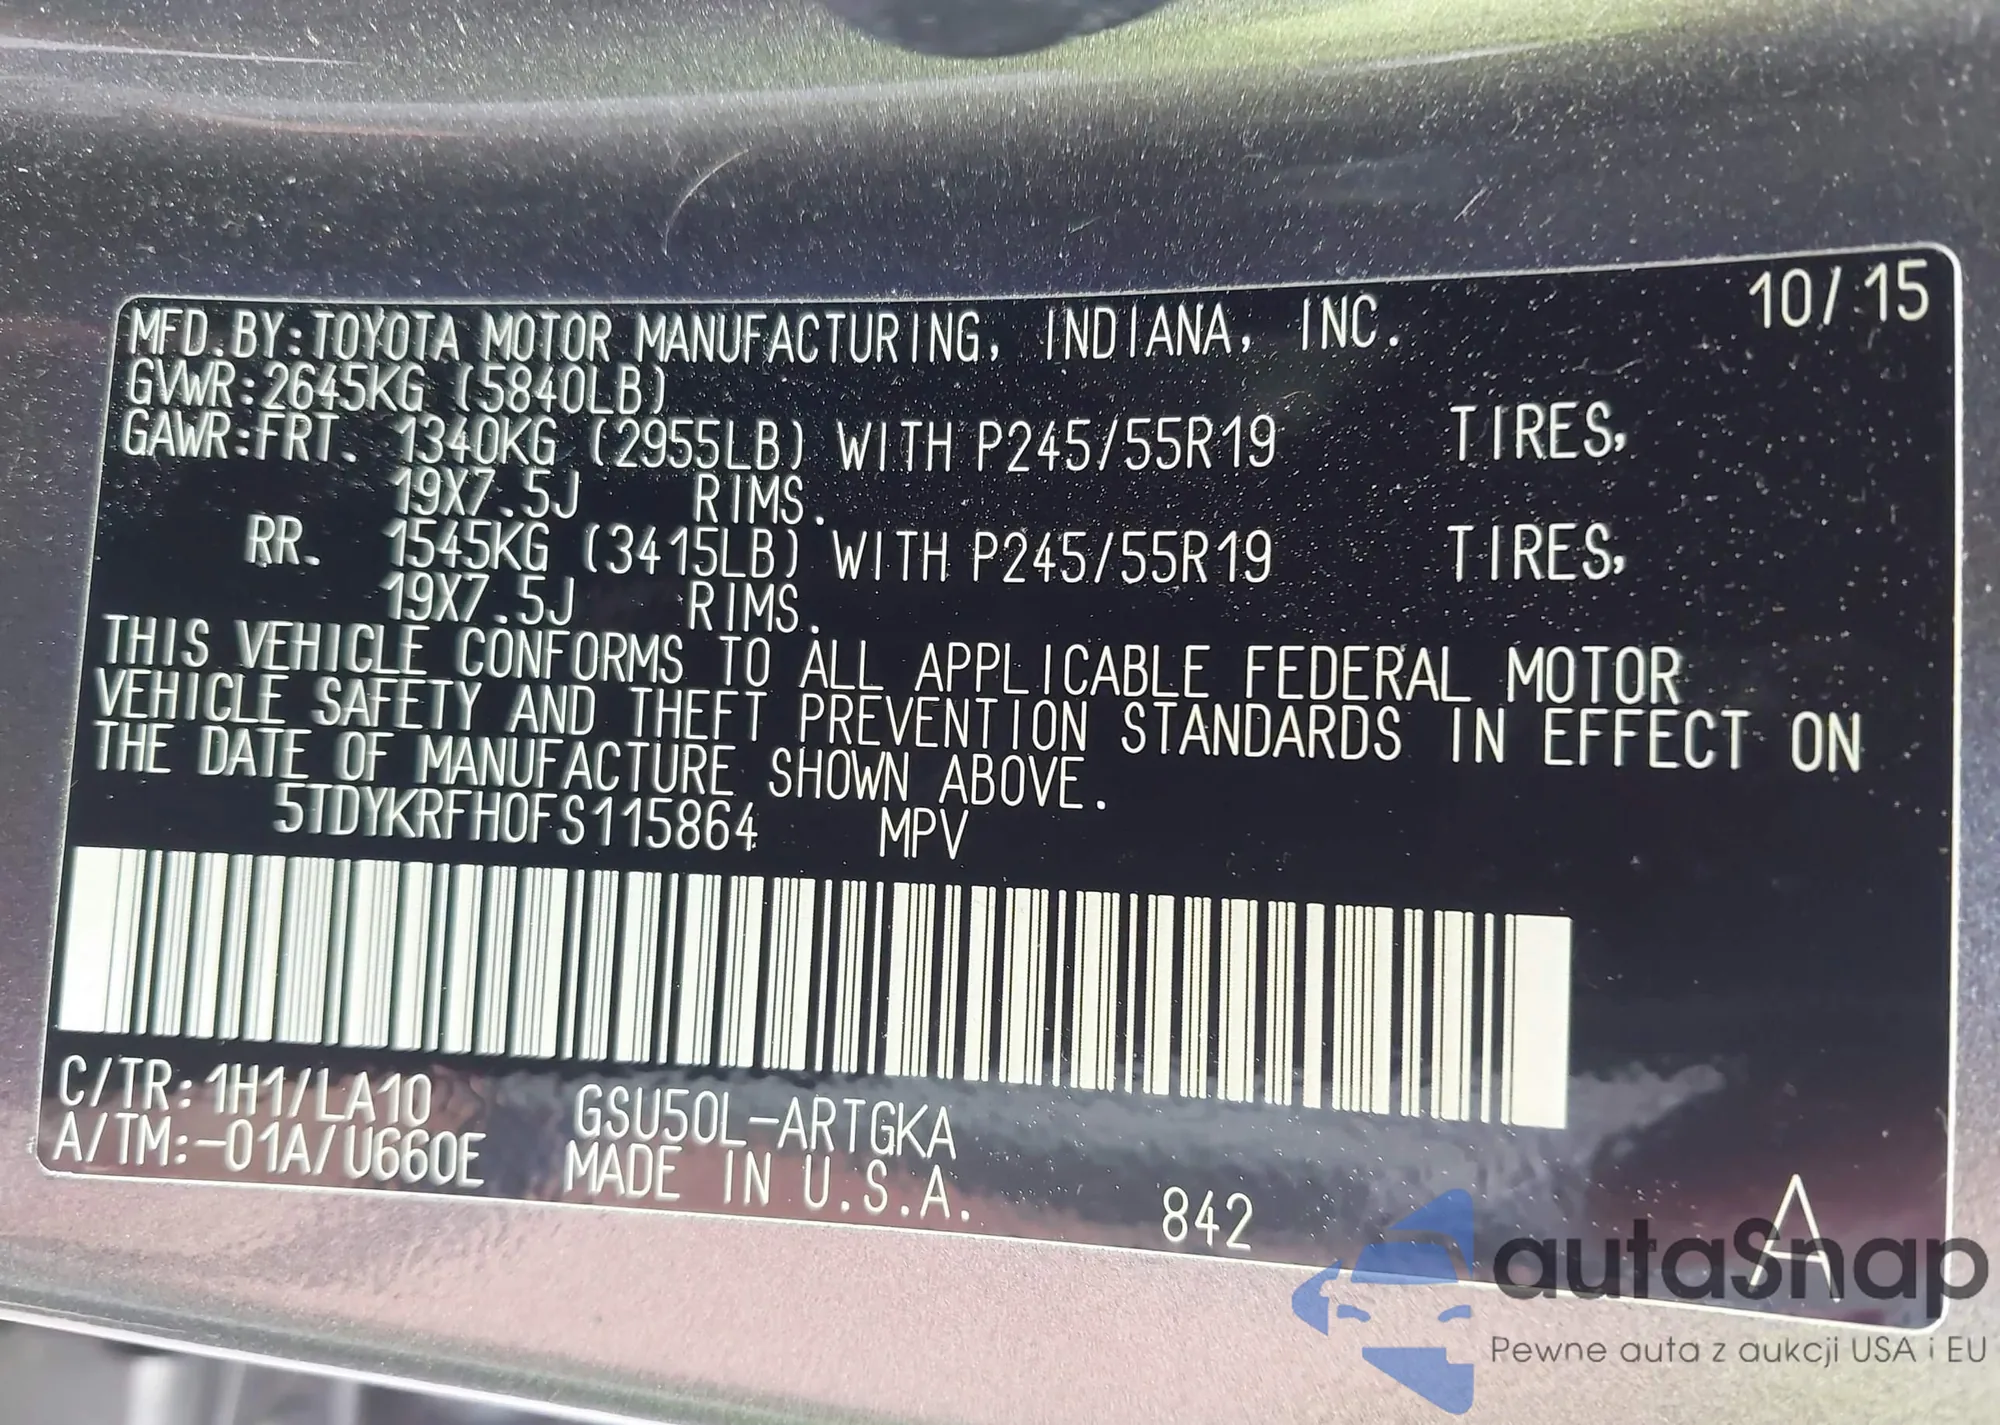 10/15
MFD.BY:TOYOTA MOTOR MANUFACTURING, INDIANA, INC.
GVWR:2645KG (5840LB)
GAWR:FRT. 1340KG (2955LB) WITH P245/55R19 TIRES,
19X7.5J RIMS.
RR. 1545KG (3415LB) WITH P245/55R19 TIRES,
19X7.5J RIMS.
THIS VEHICLE CONFORMS TO ALL APPLICABLE FEDERAL MOTOR
VEHICLE SAFETY AND THEFT PREVENTION STANDARDS IN EFFECT ON
THE DATE OF MANUFACTURE SHOWN ABOVE.
5TDYKRFH0FS115864 MPV
C/TR:1H1/LA10 GSU50L-ARTGKA
A/TM:-01A/U660E MADE IN U.S.A.
842 A
autaSnap
Pewne auta z aukcji USA i EU